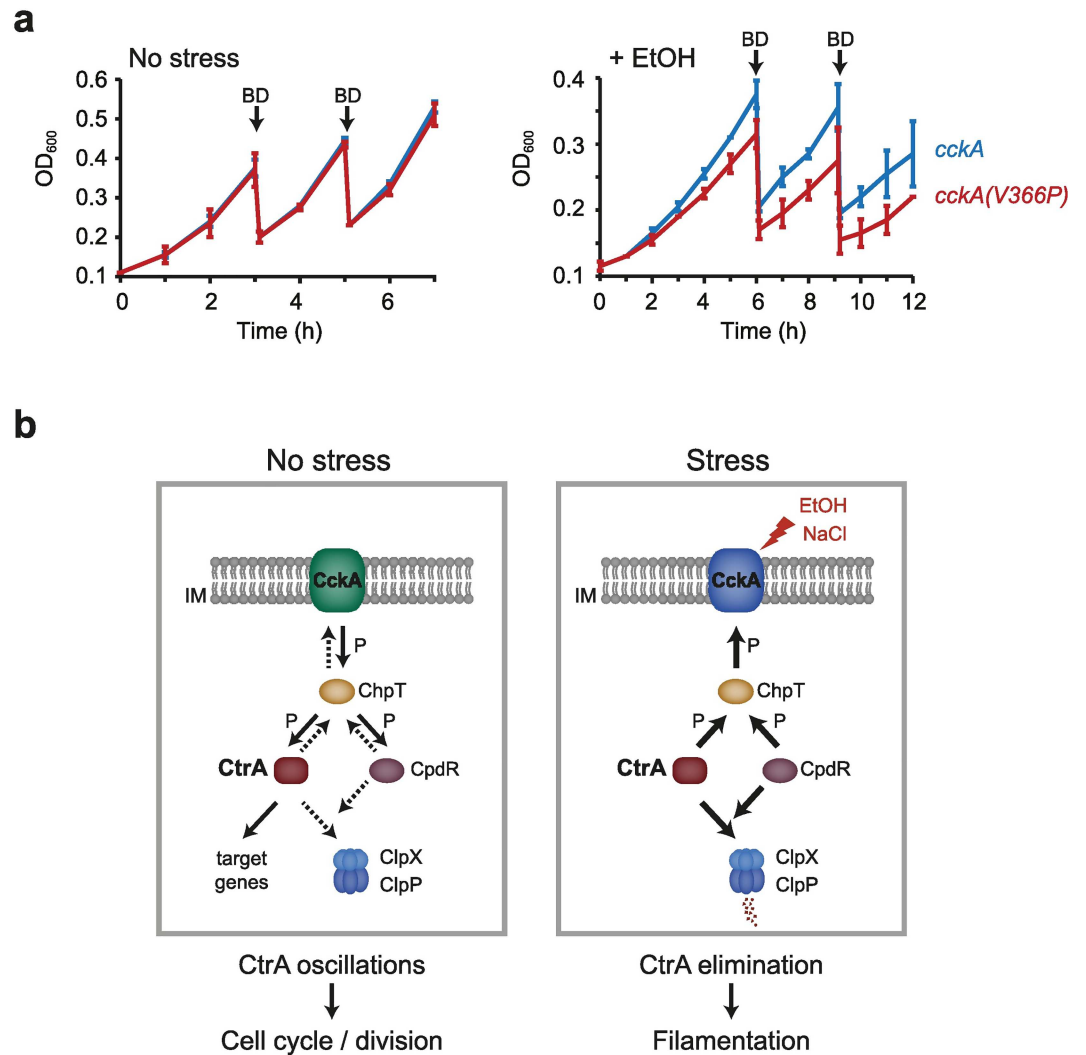 a
No stress
BD
BD
OD600
0.6
0.5
0.4
0.3
0.2
0.1
0
2
4
6
Time (h)
+ EtOH
BD
BD
OD600
0.4
0.3
0.2
0.1
0
2
4
6
8
10
12
Time (h)
cckA
cckA(V366P)
b
No stress
CckA
IM
P
ChpT
P
P
CtrA
CpdR
target
genes
ClpX
ClpP
CtrA oscillations
Cell cycle / division
Stress
EtOH
NaCl
CckA
IM
P
ChpT
P
P
CtrA
CpdR
ClpX
ClpP
CtrA elimination
Filamentation